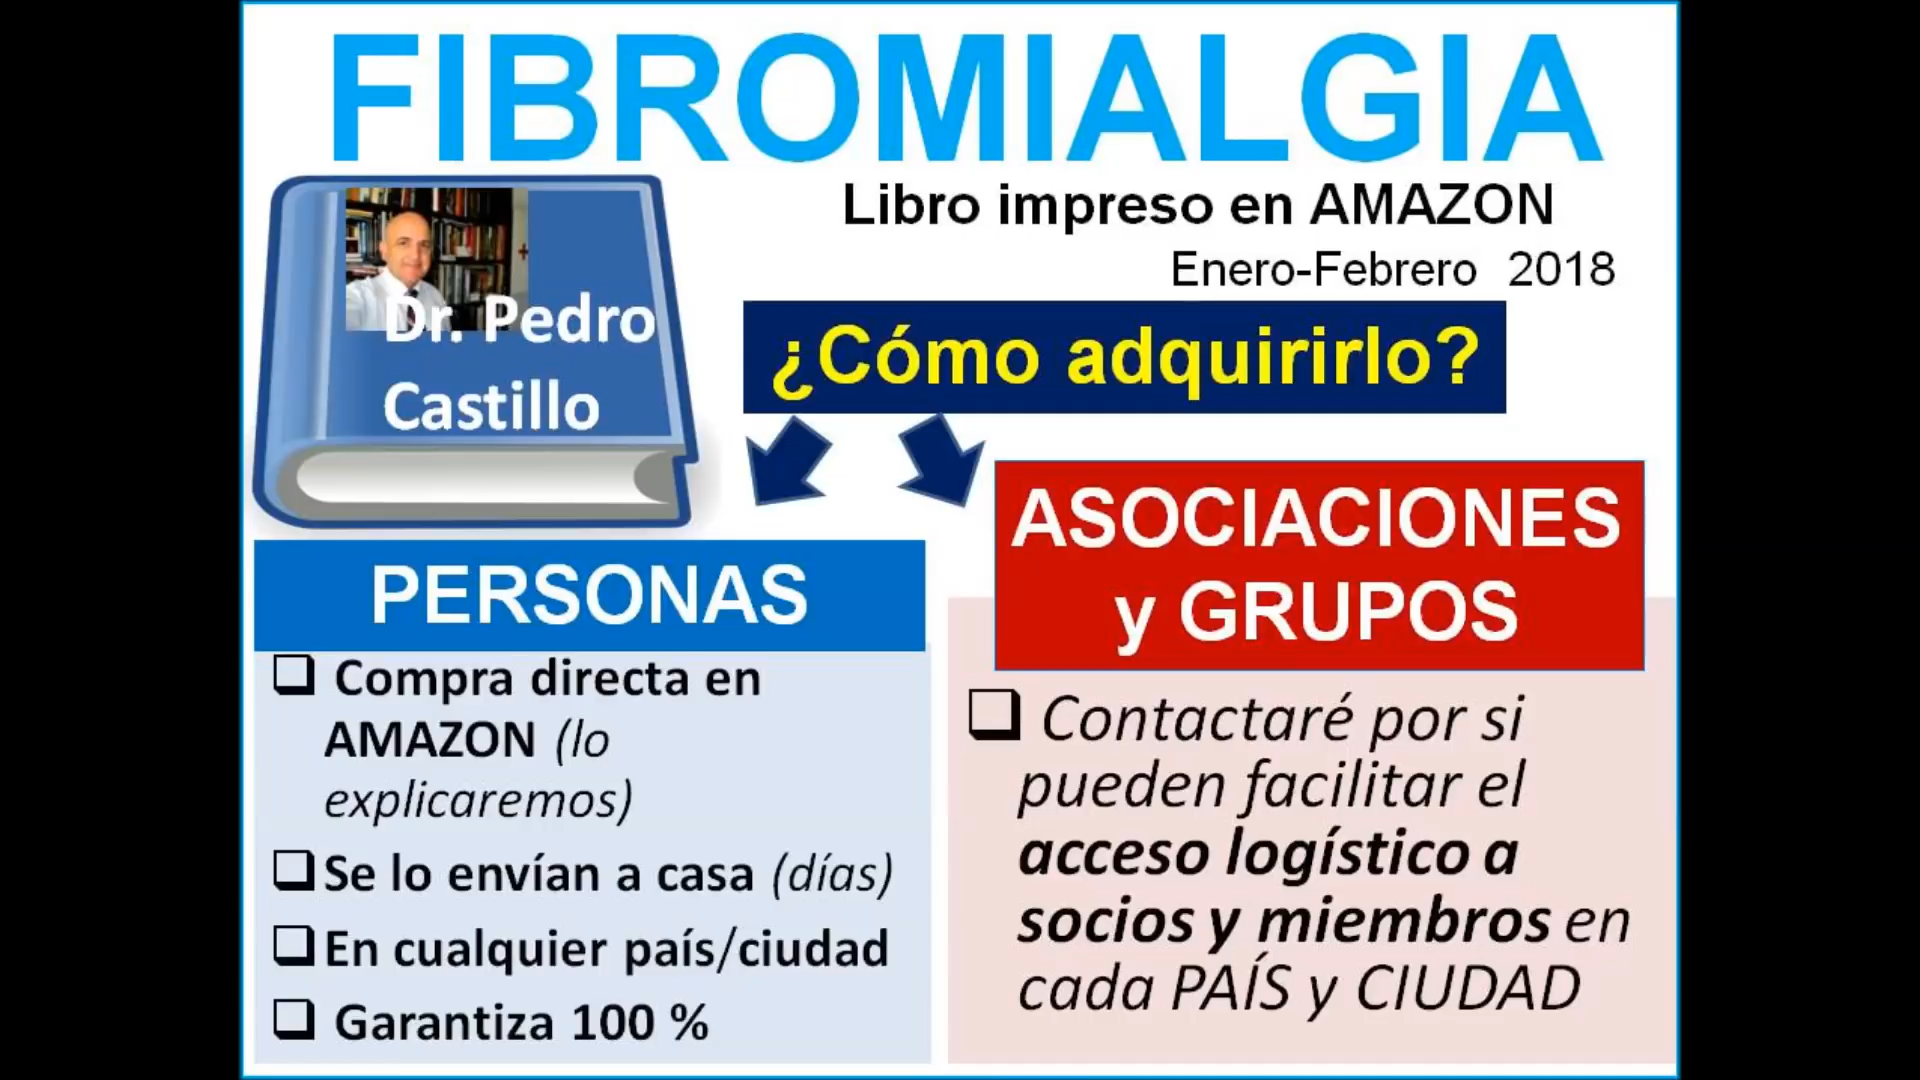 FIBROMIALGIA
Libro impreso en AMAZON
Enero-Febrero 2018
Dr. Pedro
Castillo
¿Cómo adquirirlo?
PERSONAS
Compra directa en
AMAZON (lo
explicaremos)
Se lo envían a casa (días)
En cualquier país/ciudad
Garantiza 100 %
ASOCIACIONES
y GRUPOS
Contactaré por si
pueden facilitar el
acceso logístico a
socios y miembros en
cada PAÍS y CIUDAD